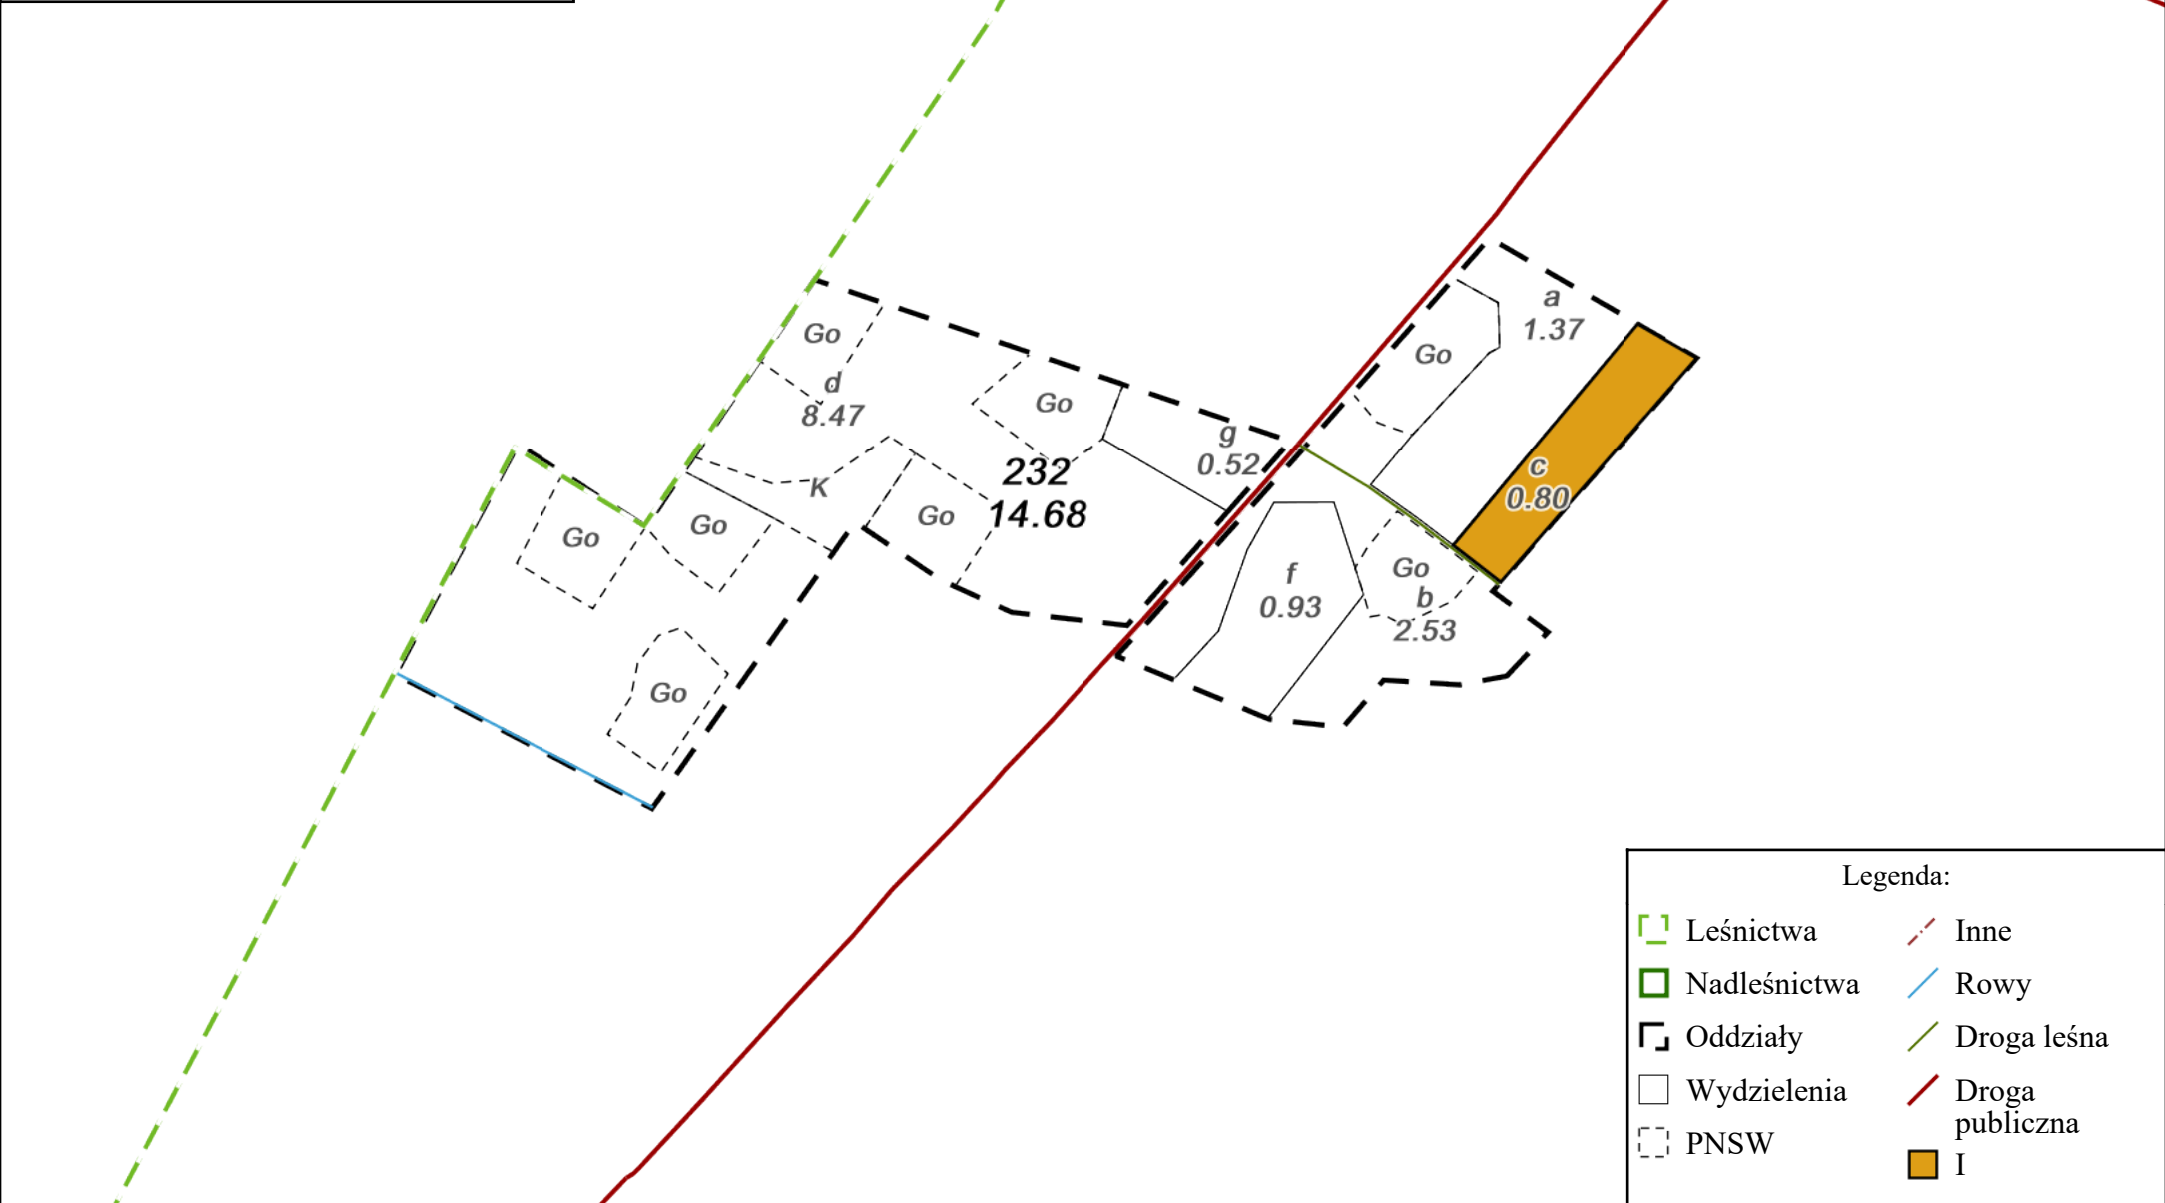 Go
d
8.47
Go
g
0.52
232
14.68
K
Go
Go
Go
Go
a
1.37
Go
c
0.80
f
0.93
Go
b
2.53
Legenda:
Leśnictwa
Nadleśnictwa
Oddziały
Wydzielenia
PNSW
Inne
Rowy
Droga leśna
Droga
publiczna
I